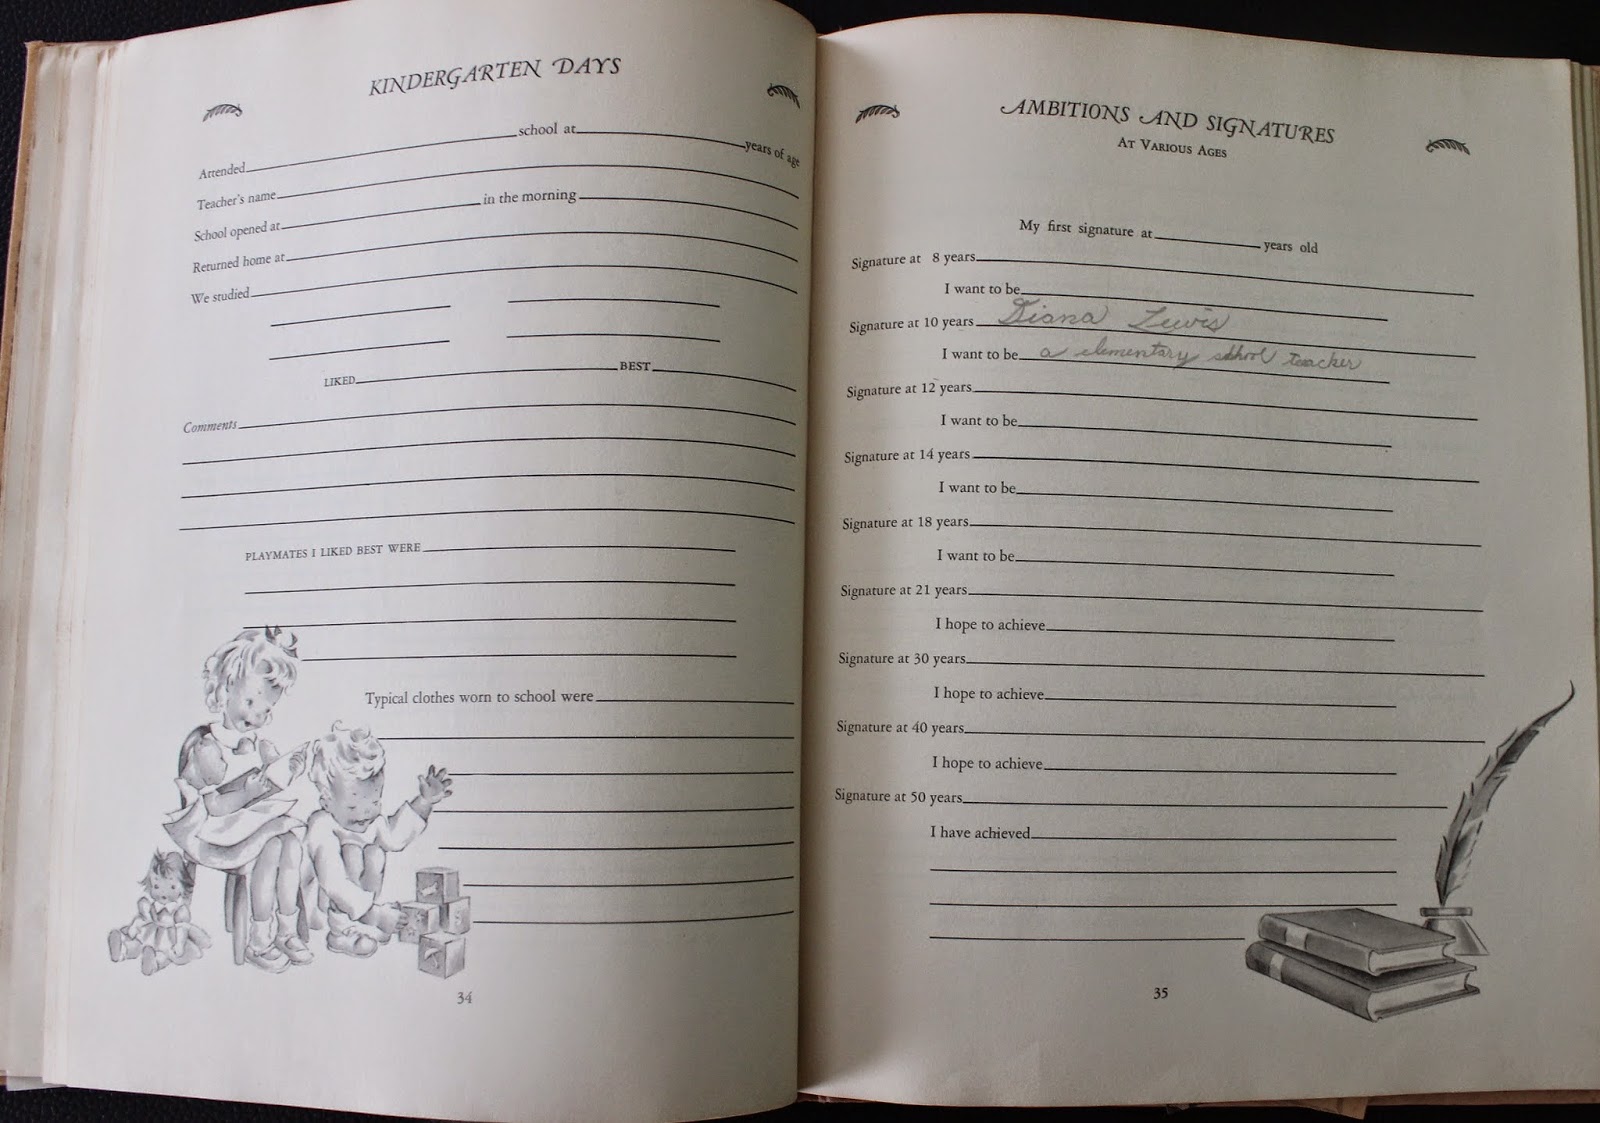 KINDERGARTEN DAYS
Attended school at years of age
Teacher's name
School opened at in the morning
Returned home at
We studied
LIKED BEST
Comments
PLAYMATES I LIKED BEST WERE
Typical clothes worn to school were
34
AMBITIONS AND SIGNATURES
AT VARIOUS AGES
My first signature at years old
Signature at 8 years
I want to be
Signature at 10 years Diana Lewis
I want to be a elementary school teacher
Signature at 12 years
I want to be
Signature at 14 years
I want to be
Signature at 18 years
I want to be
Signature at 21 years
I hope to achieve
Signature at 30 years
I hope to achieve
Signature at 40 years
I hope to achieve
Signature at 50 years
I have achieved
35